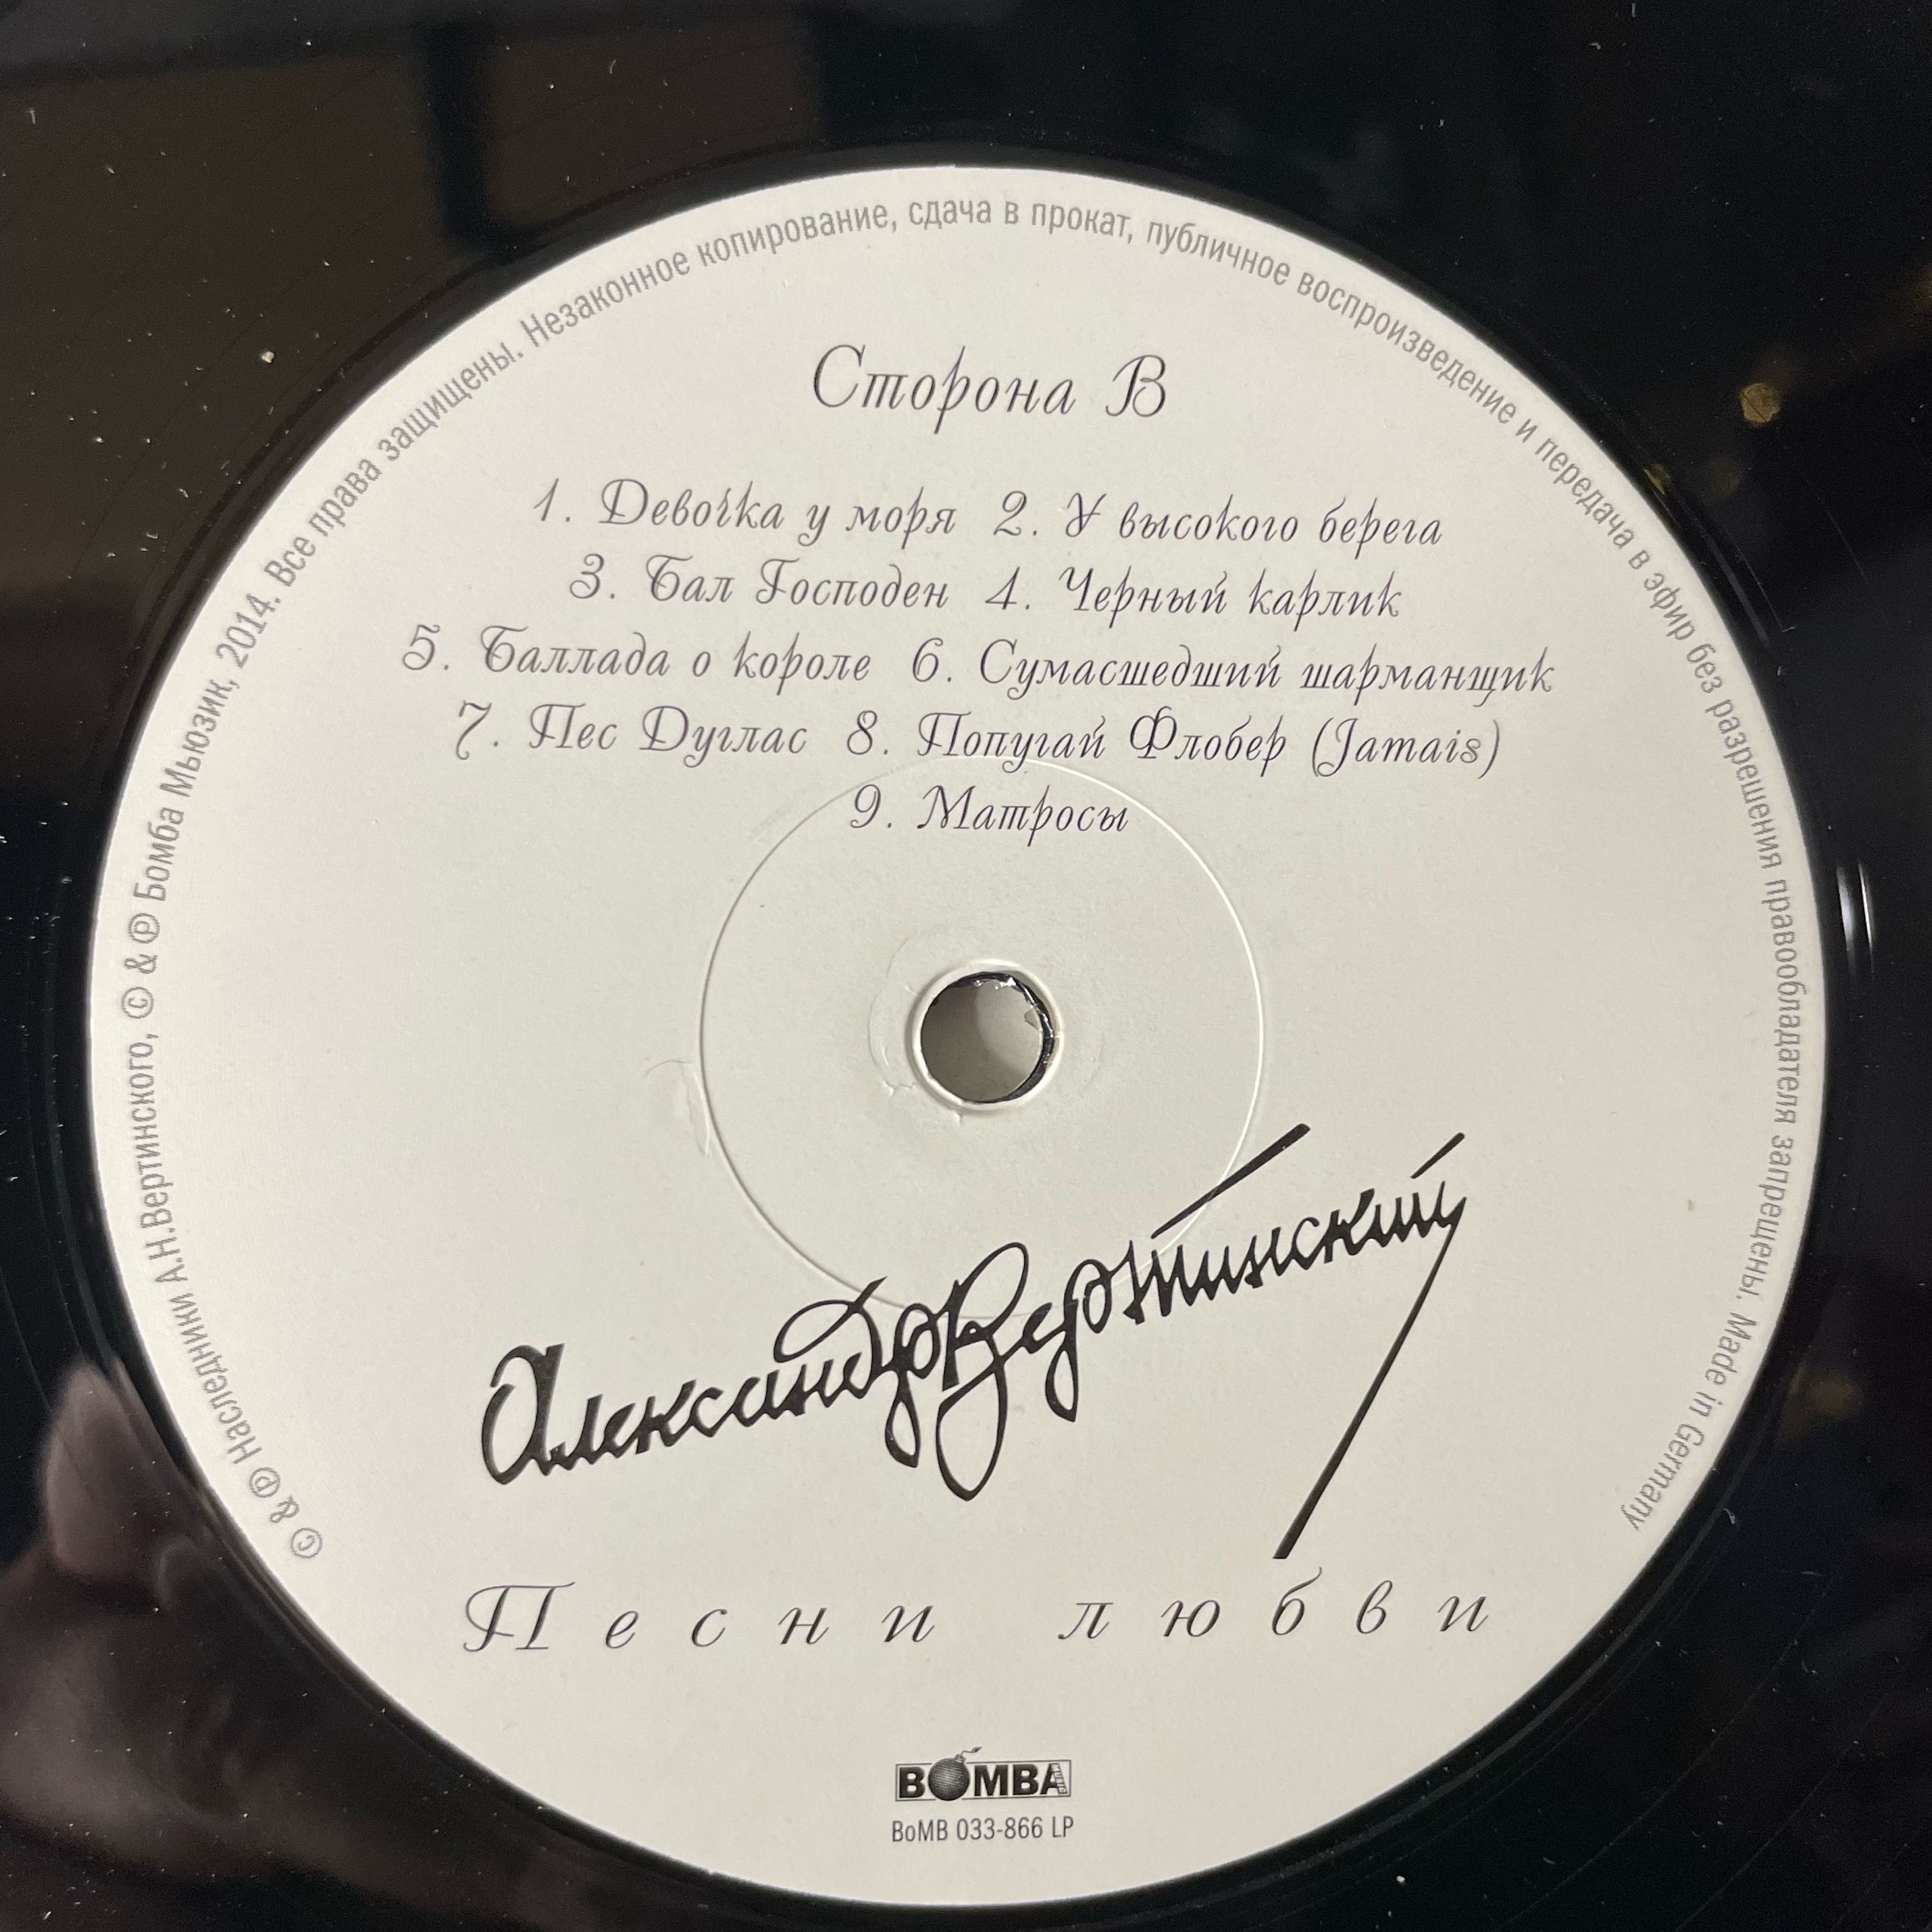 © & ℗ Наследники А.Н.Вертинского, © & ℗ Бомба Мьюзик, 2014. Все права защищены. Незаконное копирование, сдача в прокат, публичное воспроизведение и передача в эфир без разрешения правообладателя запрещены. Made in Germany
Сторона В
1. Девочка у моря 2. У высокого берега
3. Бал Господен 4. Черный карлик
5. Баллада о короле 6. Сумасшедший шарманщик
7. Пес Дуглас 8. Попугай Флобер (Jamais)
9. Матросы
Александр Вертинский
Песни любви
BOMBA
BoMB 033-866 LP